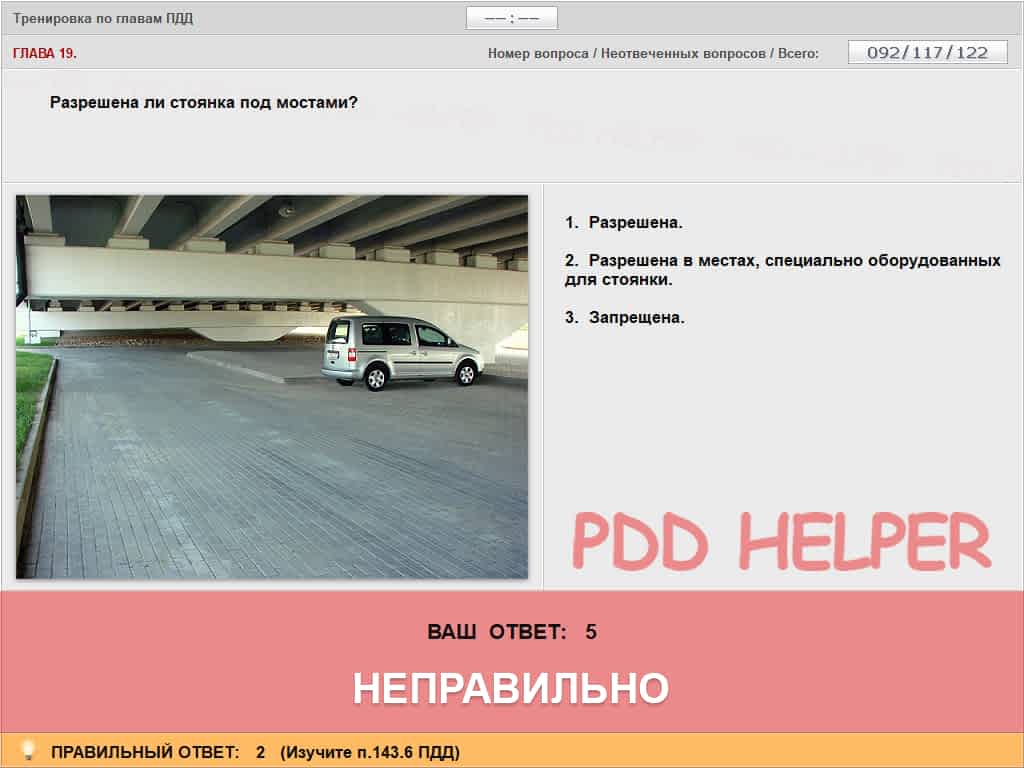 Тренировка по главам ПДД
—— : ——
ГЛАВА 19.
Номер вопроса / Неотвеченных вопросов / Всего:
092/117/122
Разрешена ли стоянка под мостами?
1. Разрешена.
2. Разрешена в местах, специально оборудованных
для стоянки.
3. Запрещена.
PDD HELPER
ВАШ ОТВЕТ: 5
НЕПРАВИЛЬНО
ПРАВИЛЬНЫЙ ОТВЕТ: 2 (Изучите п.143.6 ПДД)